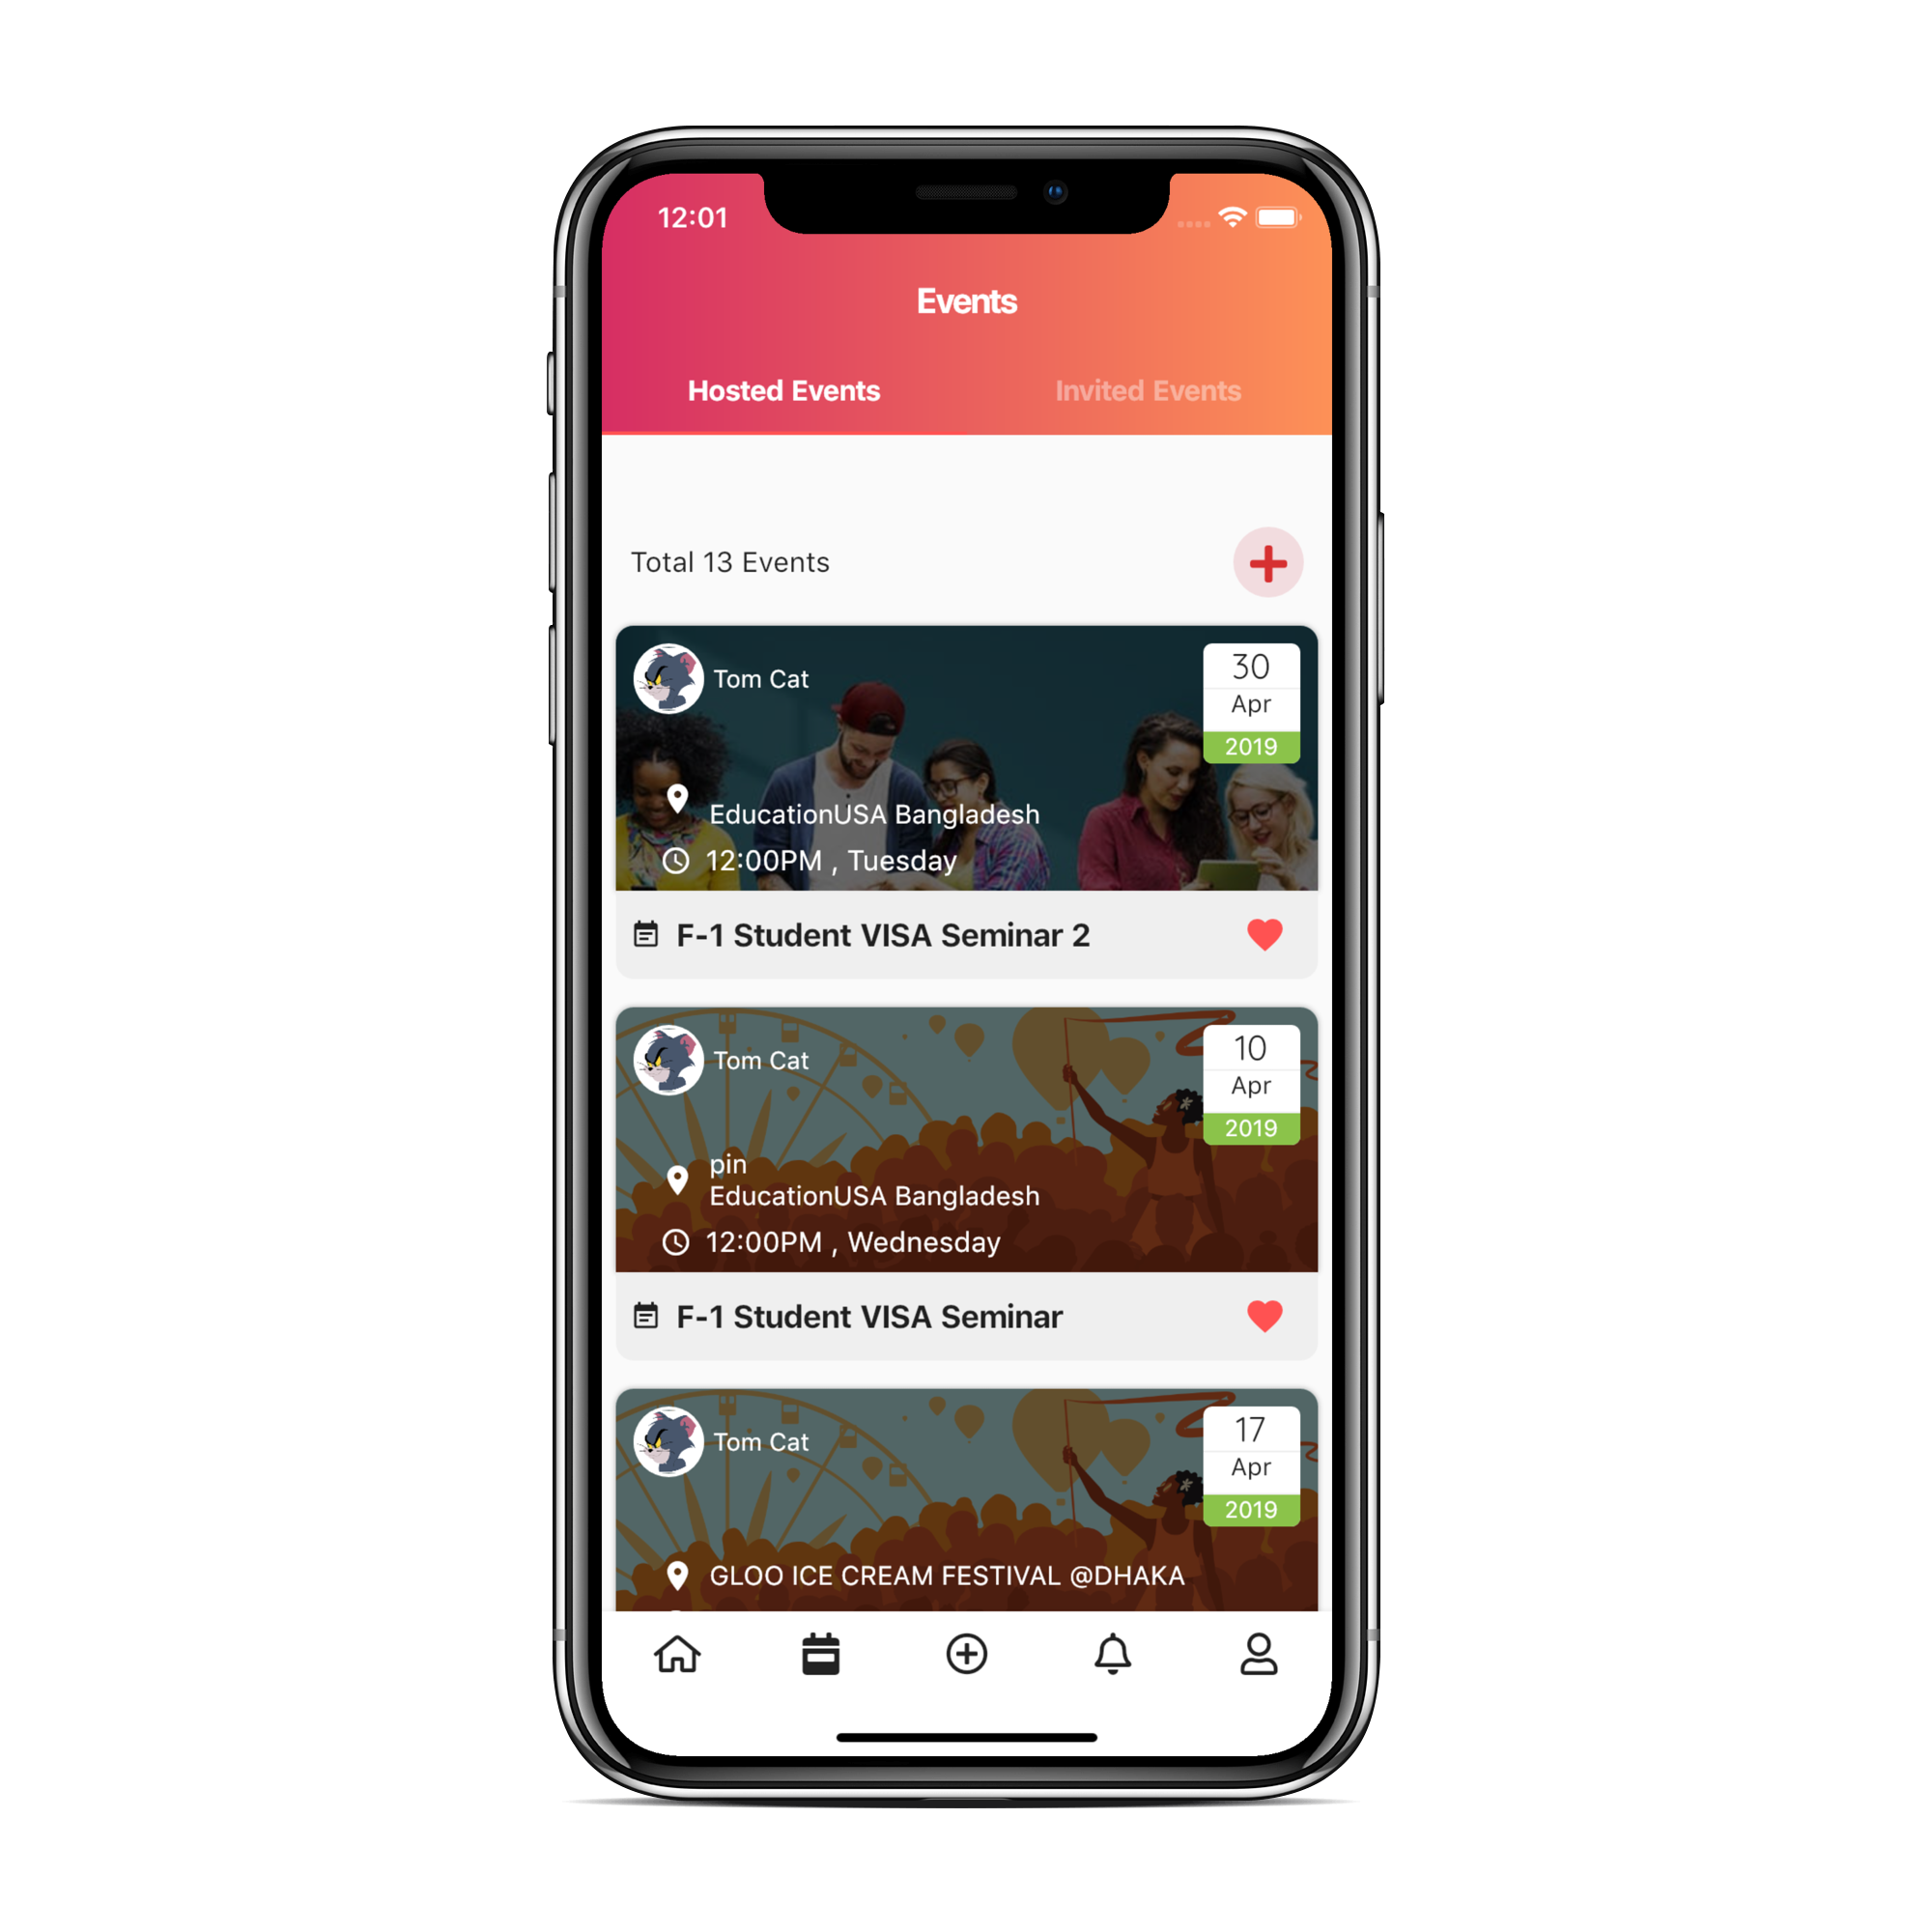 12:01
Events
Hosted Events
Invited Events
Total 13 Events
Tom Cat
30
Apr
2019
EducationUSA Bangladesh
12:00PM , Tuesday
F-1 Student VISA Seminar 2
Tom Cat
10
Apr
2019
pin
EducationUSA Bangladesh
12:00PM , Wednesday
F-1 Student VISA Seminar
Tom Cat
17
Apr
2019
GLOO ICE CREAM FESTIVAL @DHAKA